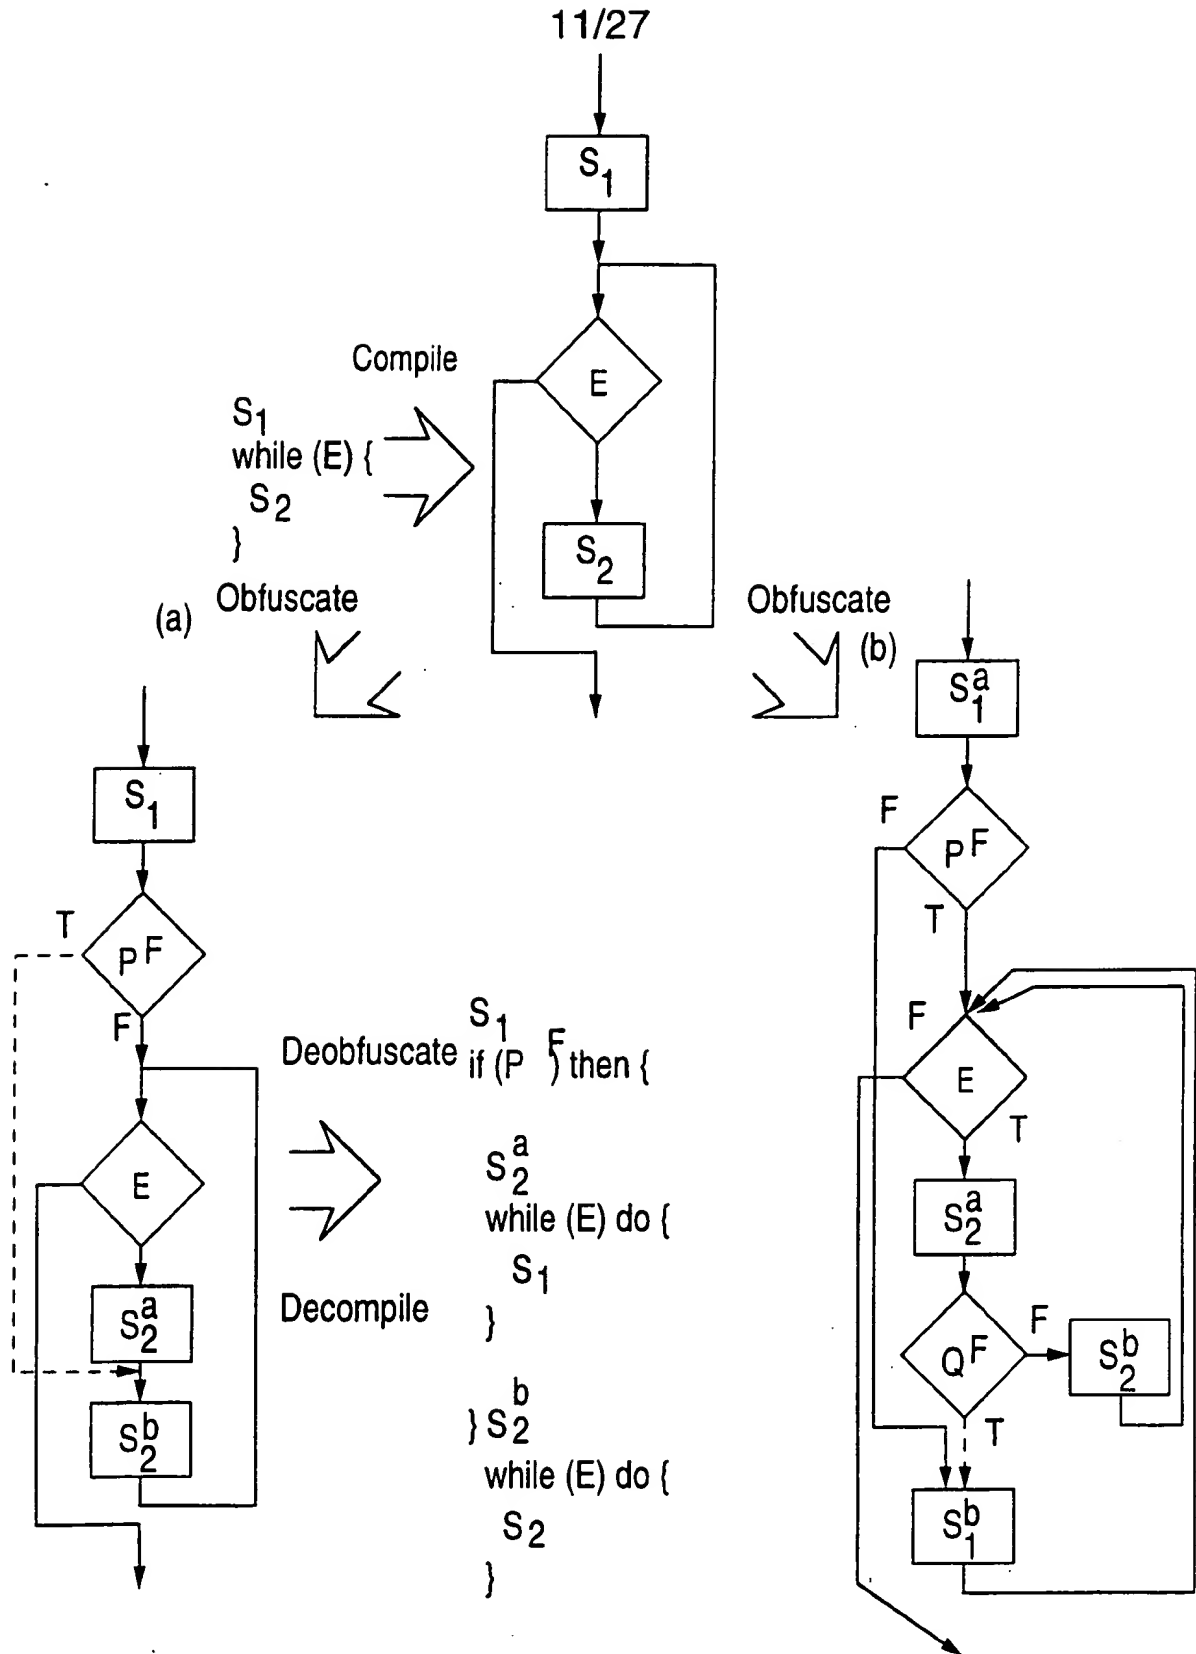 11/27
S1
E
S2
Compile
S1
while (E) {
S2
}
Obfuscate
(a)
S1
T
PF
F
E
S2a
S2b
Deobfuscate
Decompile
S1
if (P F) then {
S2a
while (E) do {
S1
}
} S2b
while (E) do {
S2
}
Obfuscate
(b)
S1a
F
PF
T
F
E
T
S2a
QF
F
S2b
T
S1b